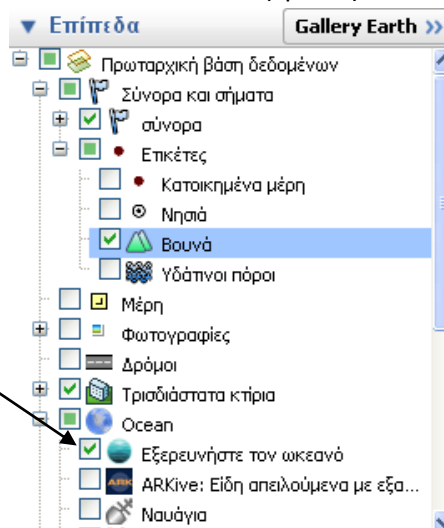 Επίπεδα
Gallery Earth >>
Πρωταρχική βάση δεδομένων
Σύνορα και σήματα
σύνορα
Ετικέτες
Κατοικημένα μέρη
Νησιά
Βουνά
Υδάτινοι πόροι
Μέρη
Φωτογραφίες
Δρόμοι
Τρισδιάστατα κτίρια
Ocean
Εξερευνήστε τον ωκεανό
ARK ARKive: Είδη απειλούμενα με εξα...
Ναυάγια